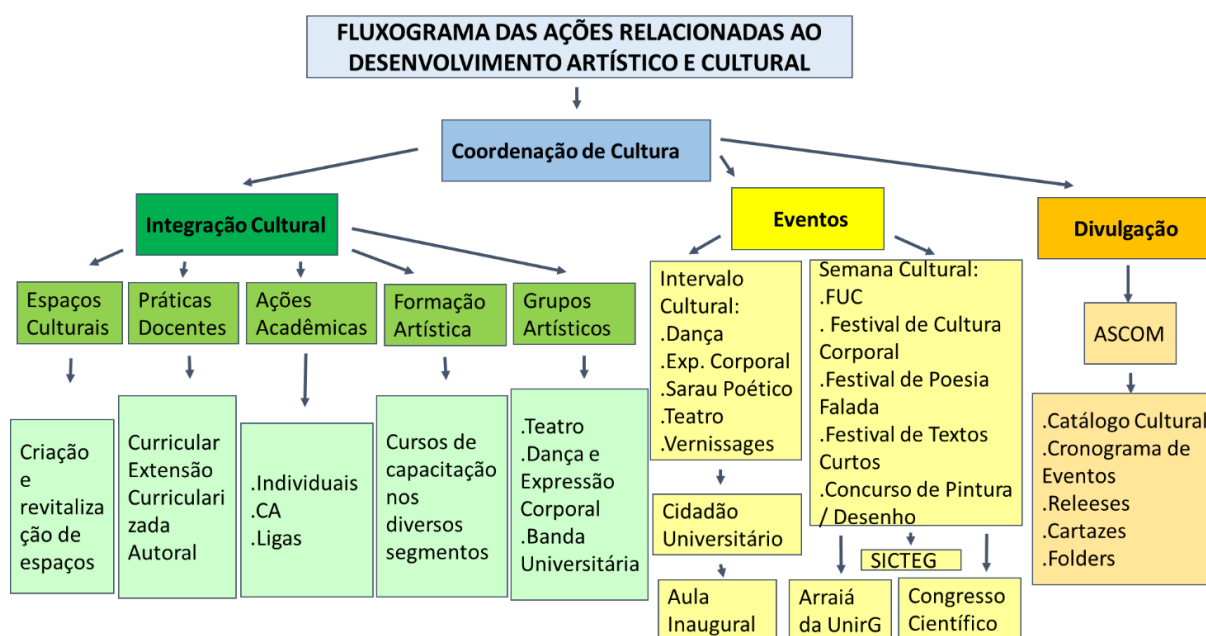 FLUXOGRAMA DAS AÇÕES RELACIONADAS AO
DESENVOLVIMENTO ARTÍSTICO E CULTURAL
Coordenação de Cultura
Integração Cultural
Eventos
Divulgação
Espaços
Culturais
Práticas
Docentes
Ações
Acadêmicas
Formação
Artística
Grupos
Artísticos
Criação
e
revitaliza
ção de
espaços
Curricular
Extensão
Curriculari
zada
Autoral
.Individuais
.CA
.Ligas
Cursos de
capacitação
nos
diversos
segmentos
.Teatro
.Dança e
Expressão
Corporal
.Banda
Universitária
Intervalo
Cultural:
.Dança
.Exp. Corporal
.Sarau Poético
.Teatro
.Vernissages
Cidadão
Universitário
Aula
Inaugural
Semana Cultural:
.FUC
. Festival de Cultura
Corporal
.Festival de Poesia
Falada
.Festival de Textos
Curtos
.Concurso de Pintura
/ Desenho
SICTEG
Arraiá
da UnirG
Congresso
Científico
ASCOM
.Catálogo Cultural
.Cronograma de
Eventos
.Releeses
.Cartazes
.Folders